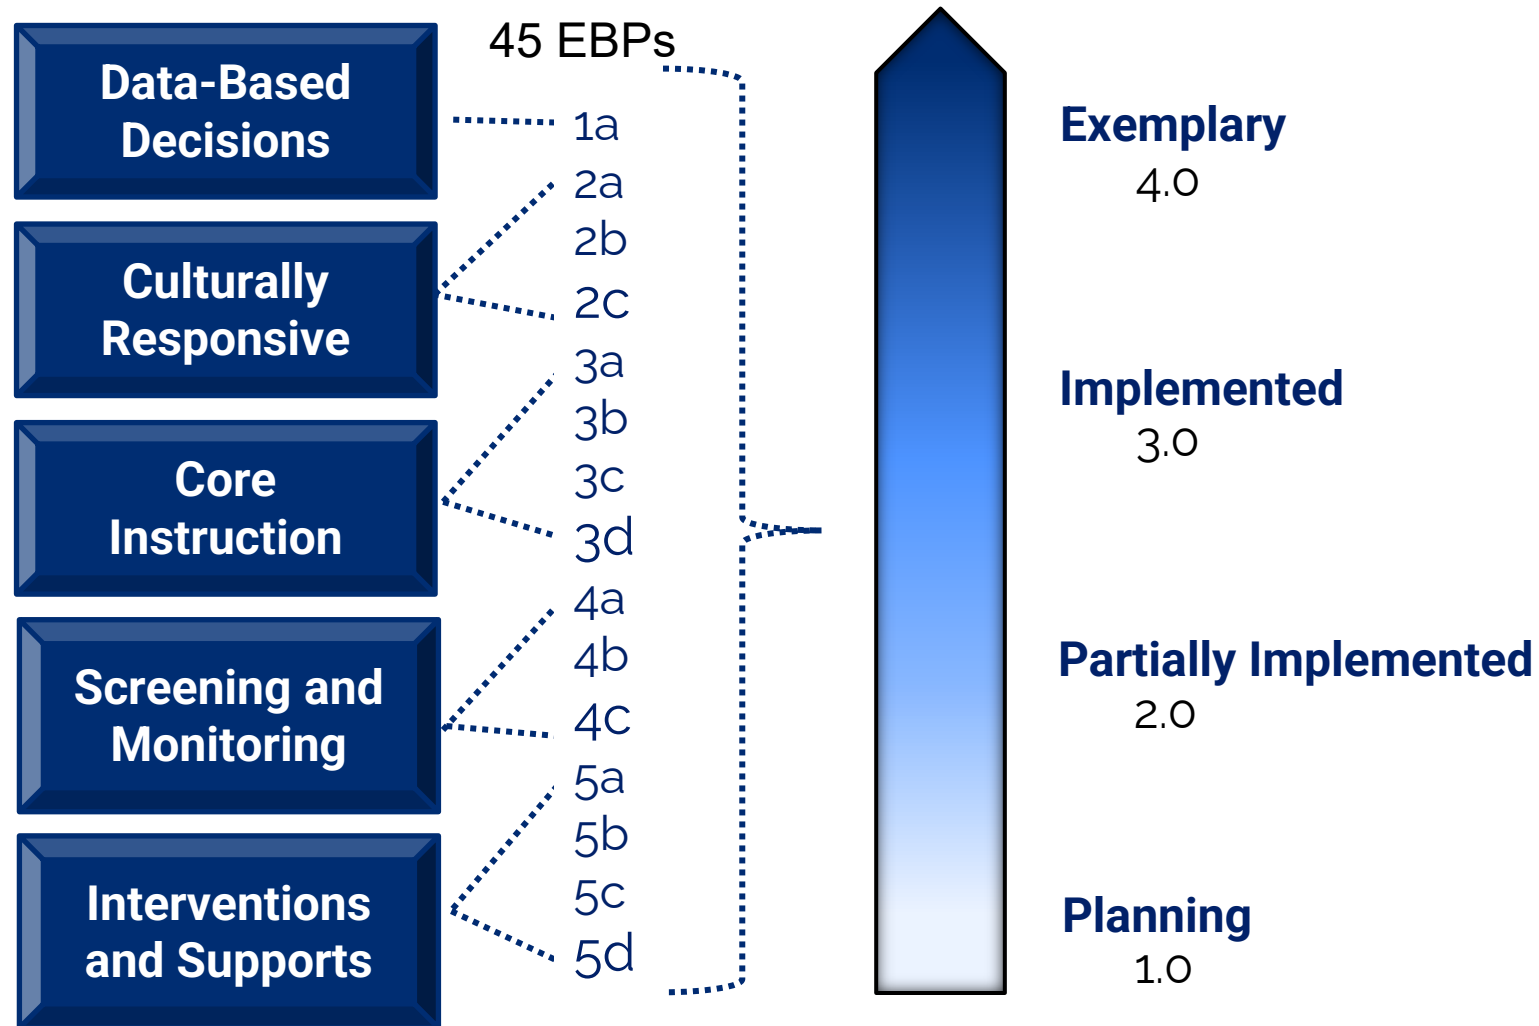 Data-Based
Decisions
Culturally
Responsive
Core
Instruction
Screening and
Monitoring
Interventions
and Supports
45 EBPs
1a
2a
2b
2c
3a
3b
3c
3d
4a
4b
4c
5a
5b
5c
5d
Exemplary
4.0
Implemented
3.0
Partially Implemented
2.0
Planning
1.0